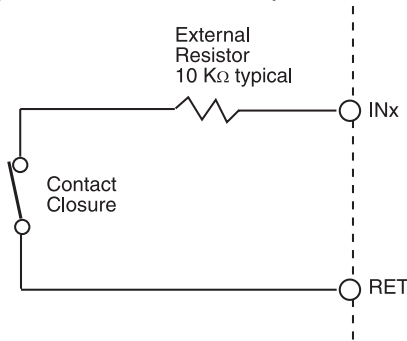 External
Resistor
10 KΩ typical
INx
Contact
Closure
RET